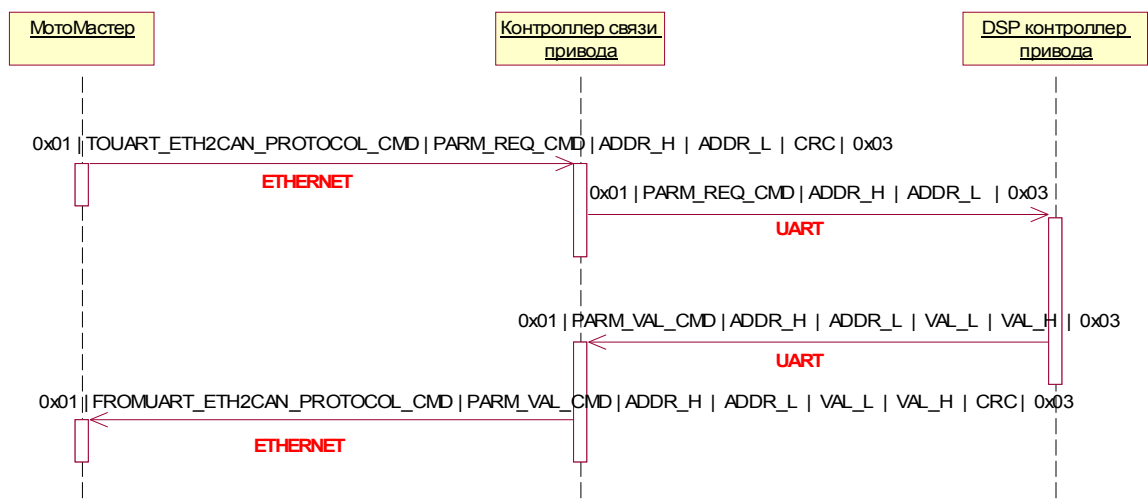 МотоМастер
Контроллер связи
привода
DSP контроллер
привода
0x01 | TOUART_ETH2CAN_PROTOCOL_CMD | PARM_REQ_CMD | ADDR_H | ADDR_L | CRC | 0x03
ETHERNET
0x01 | PARM_REQ_CMD | ADDR_H | ADDR_L | 0x03
UART
0x01 | PARM_VAL_CMD | ADDR_H | ADDR_L | VAL_L | VAL_H | 0x03
UART
0x01 | FROMUART_ETH2CAN_PROTOCOL_CMD | PARM_VAL_CMD | ADDR_H | ADDR_L | VAL_L | VAL_H | CRC | 0x03
ETHERNET